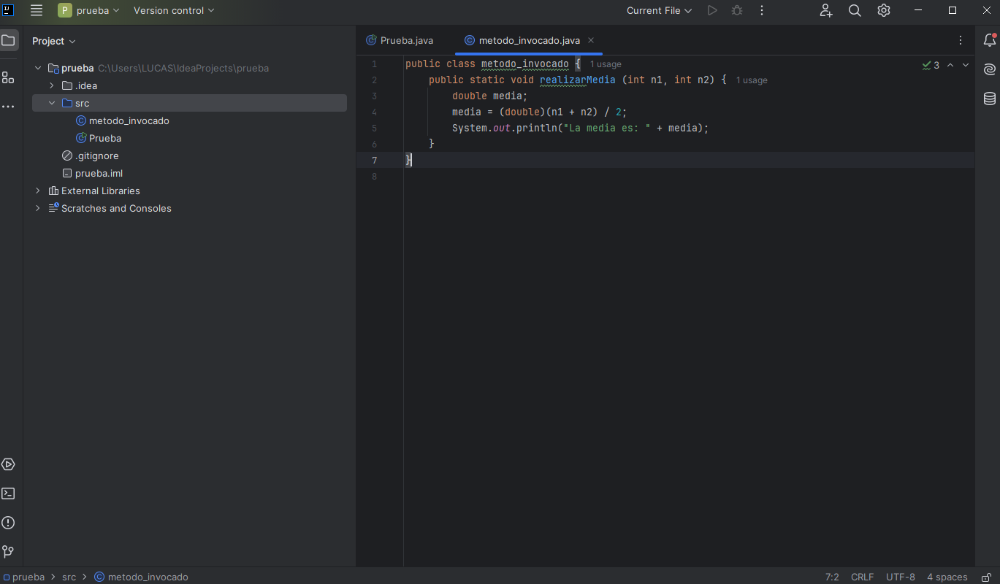 P prueba Version control Current File
Project
prueba C:\Users\LUCAS\IdeaProjects\prueba
.idea
src
metodo_invocado
Prueba
.gitignore
prueba.iml
External Libraries
Scratches and Consoles
Prueba.java metodo_invocado.java
3
1 public class metodo_invocado { 1 usage
2 public static void realizarMedia (int n1, int n2) { 1 usage
3 double media;
4 media = (double)(n1 + n2) / 2;
5 System.out.println("La media es: " + media);
6 }
7 }
8
prueba src metodo_invocado
7:2 CRLF UTF-8 4 spaces